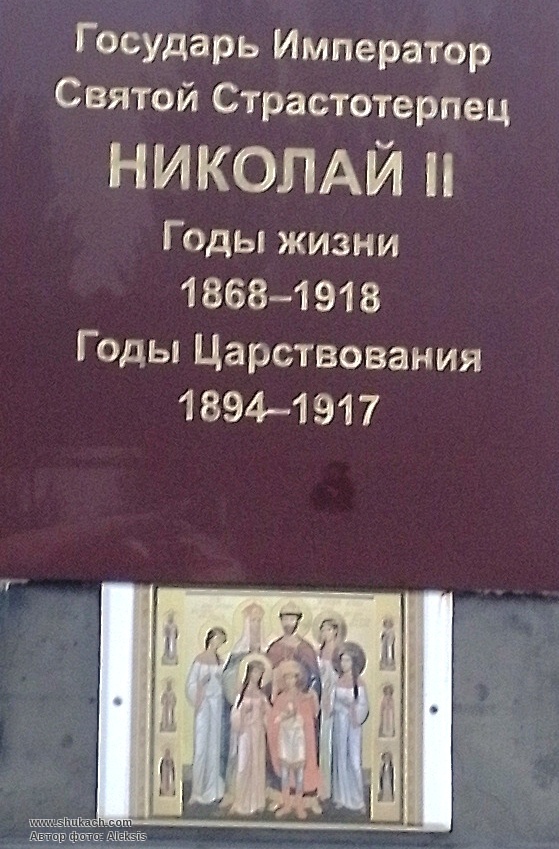 Государь Император
Святой Страстотерпец
НИКОЛАЙ II
Годы жизни
1868–1918
Годы Царствования
1894–1917
www.shukach.com
Автор фото: Aleksis